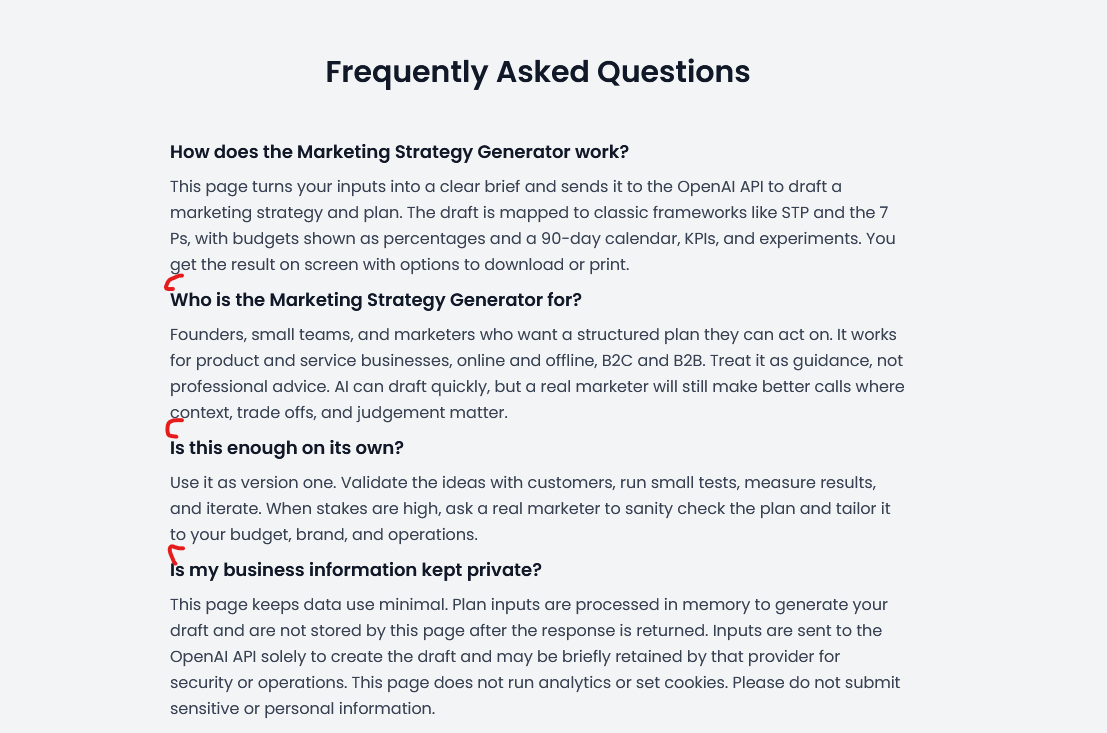 Frequently Asked Questions
How does the Marketing Strategy Generator work?
This page turns your inputs into a clear brief and sends it to the OpenAI API to draft a
marketing strategy and plan. The draft is mapped to classic frameworks like STP and the 7
Ps, with budgets shown as percentages and a 90-day calendar, KPIs, and experiments. You
get the result on screen with options to download or print.
Who is the Marketing Strategy Generator for?
Founders, small teams, and marketers who want a structured plan they can act on. It works
for product and service businesses, online and offline, B2C and B2B. Treat it as guidance, not
professional advice. AI can draft quickly, but a real marketer will still make better calls where
context, trade offs, and judgement matter.
Is this enough on its own?
Use it as version one. Validate the ideas with customers, run small tests, measure results,
and iterate. When stakes are high, ask a real marketer to sanity check the plan and tailor it
to your budget, brand, and operations.
Is my business information kept private?
This page keeps data use minimal. Plan inputs are processed in memory to generate your
draft and are not stored by this page after the response is returned. Inputs are sent to the
OpenAI API solely to create the draft and may be briefly retained by that provider for
security or operations. This page does not run analytics or set cookies. Please do not submit
sensitive or personal information.